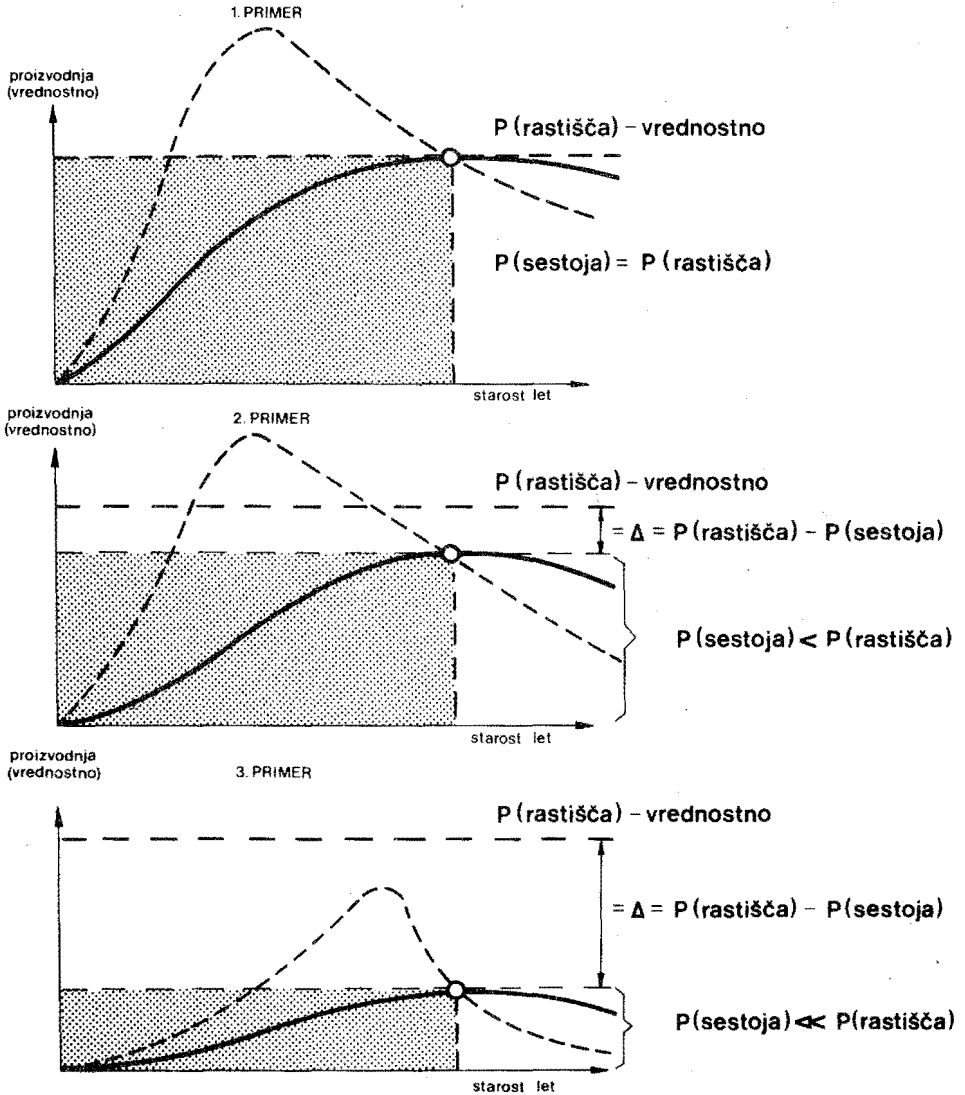 1. PRIMER
proizvodnja
(vrednostno)
P (rastišča) – vrednostno
P (sestoja) = P (rastišča)
starost let
proizvodnja
(vrednostno)
2. PRIMER
P (rastišča) – vrednostno
= Δ = P (rastišča) – P (sestoja)
P (sestoja) < P (rastišča)
starost let
proizvodnja
(vrednostno)
3. PRIMER
P (rastišča) – vrednostno
= Δ = P (rastišča) – P (sestoja)
P (sestoja) << P (rastišča)
starost let